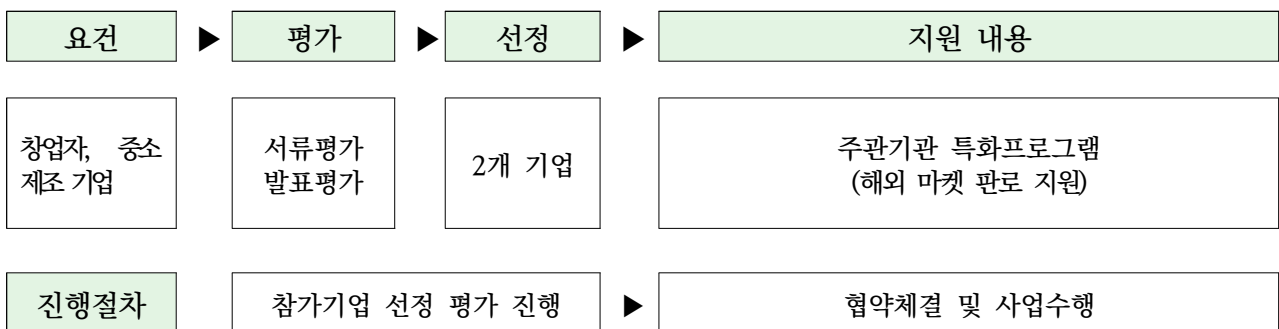 요건 ▶ 평가 ▶ 선정 ▶ 지원 내용
창업자, 중소
제조 기업
서류평가
발표평가
2개 기업
주관기관 특화프로그램
(해외 마켓 판로 지원)
진행절차 참가기업 선정 평가 진행 ▶ 협약체결 및 사업수행